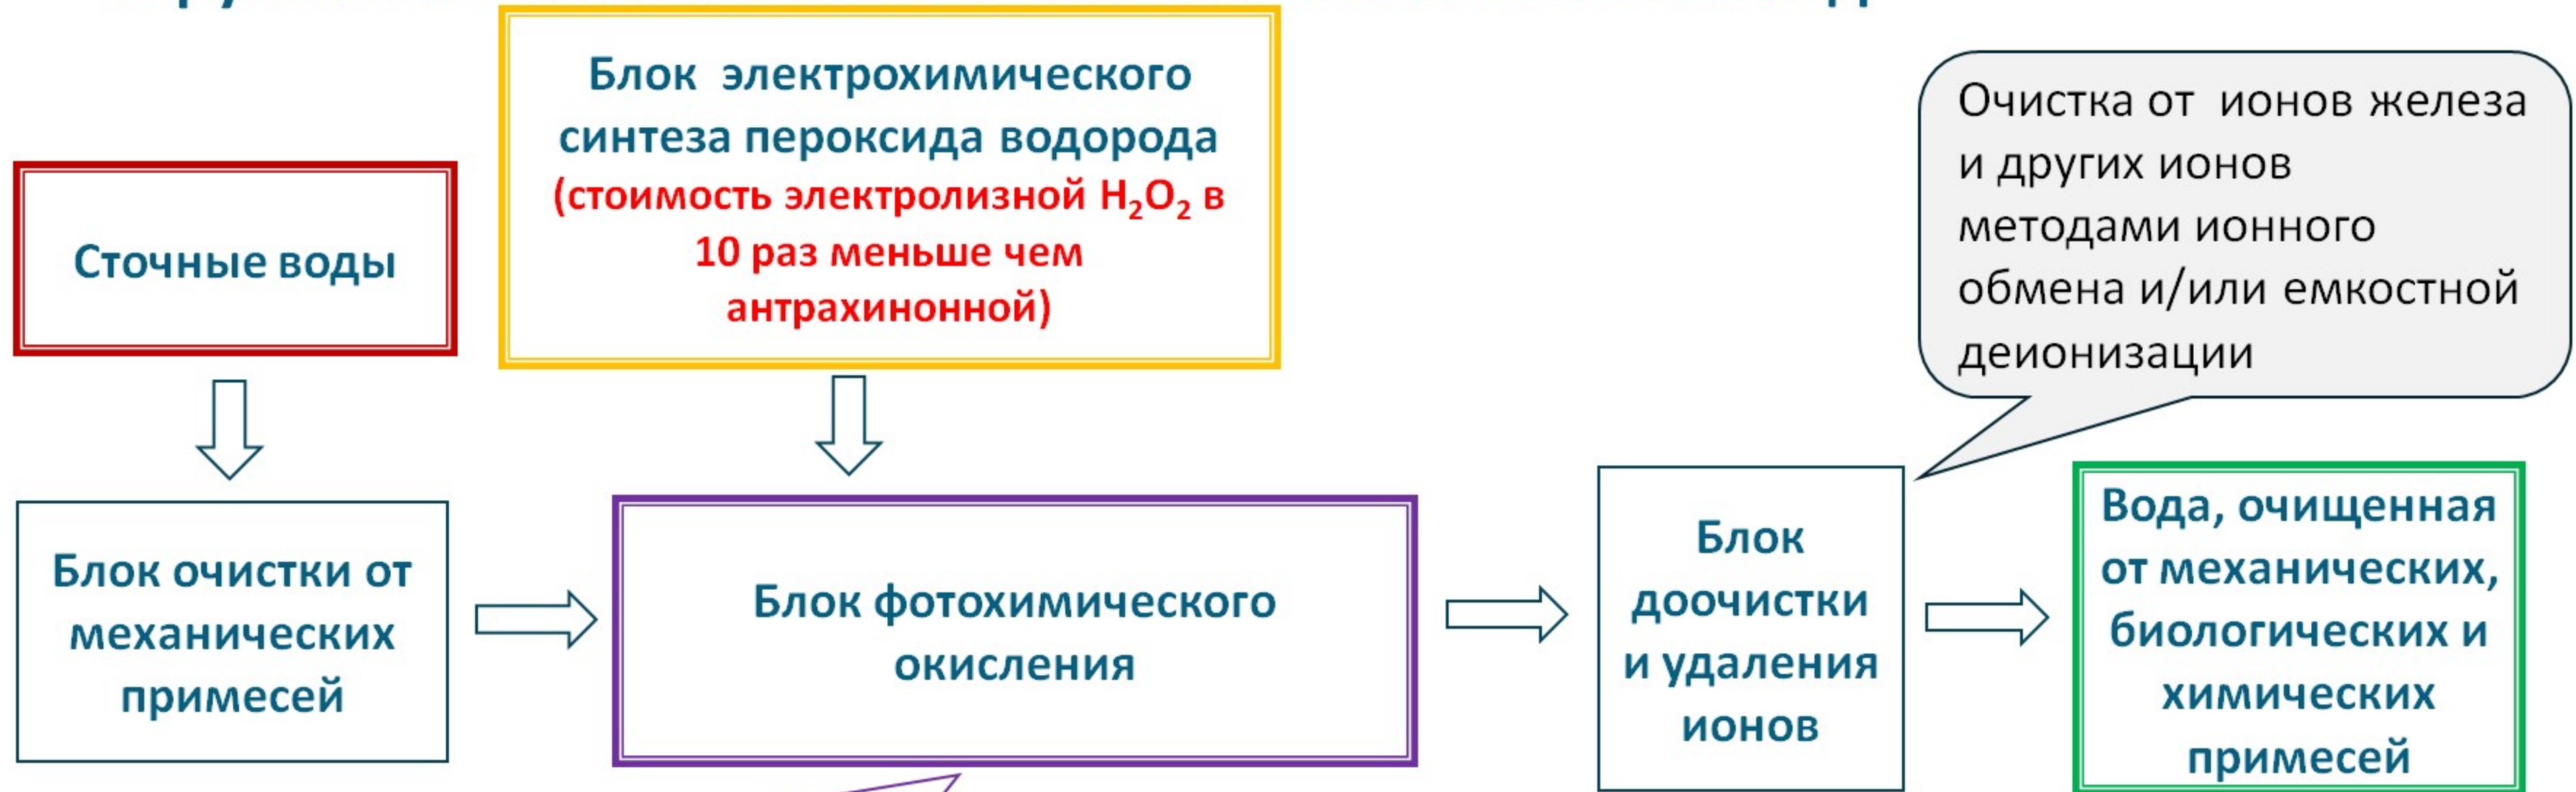 Сточные воды
Блок электрохимического
синтеза пероксида водорода
(стоимость электролизной H₂O₂ в
10 раз меньше чем
антрахинонной)
Очистка от ионов железа
и других ионов
методами ионного
обмена и/или емкостной
деионизации
Блок очистки от
механических
примесей
Блок фотохимического
окисления
Блок
доочистки
и удаления
ионов
Вода, очищенная
от механических,
биологических и
химических
примесей